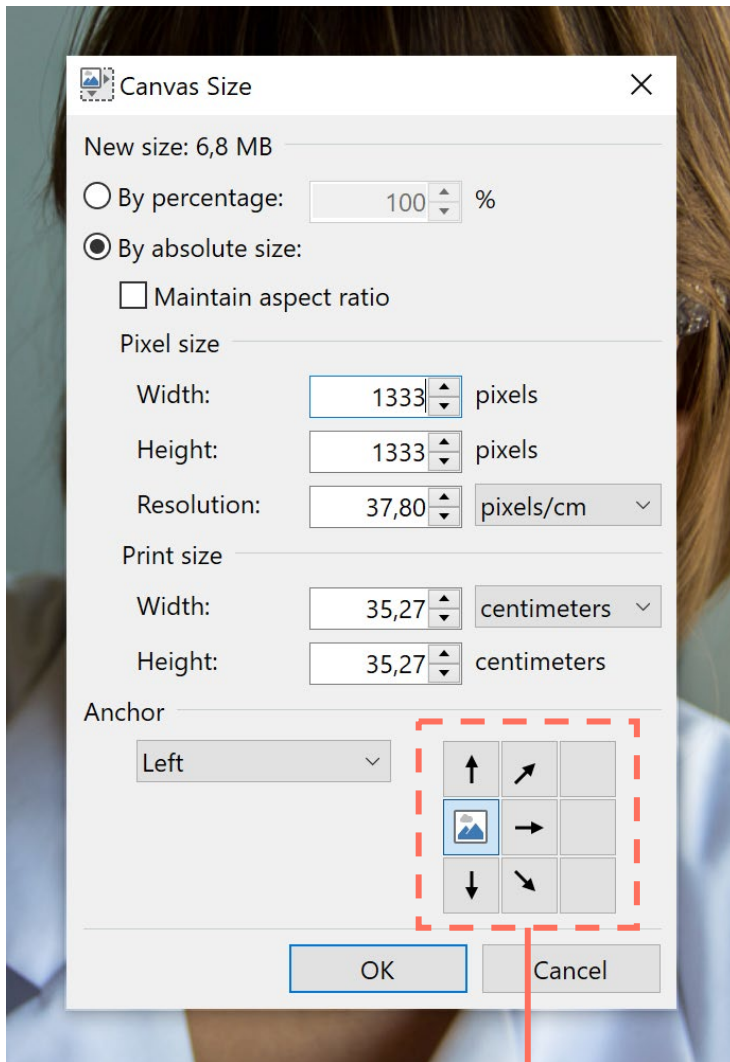 Canvas Size
New size: 6,8 MB
By percentage: 100 %
By absolute size:
Maintain aspect ratio
Pixel size
Width: 1333 pixels
Height: 1333 pixels
Resolution: 37,80 pixels/cm
Print size
Width: 35,27 centimeters
Height: 35,27 centimeters
Anchor
Left
OK Cancel